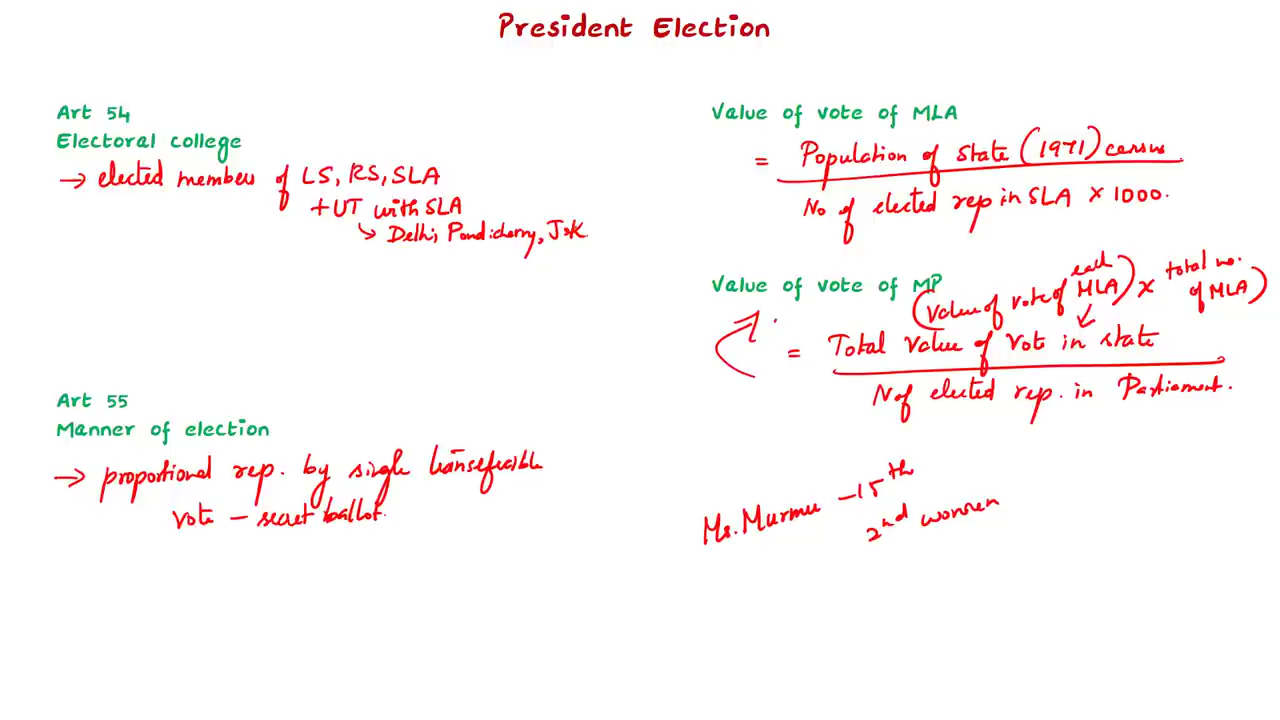 President Election
Art 54
Electoral college
→ elected members of LS, RS, SLA
+ UT with SLA
↳ Delhi, Pondicherry, J&K
Art 55
Manner of election
→ proportional rep. by single transeferable
vote – secret ballot.
Value of vote of MLA
= Population of state (1971) census
No of elected rep in SLA × 1000.
Value of vote of MP
(value of vote of each MLA) × total no. of MLA)
= Total value of vote in state
N of elected rep. in Parliament.
Ms. Murmu – 15th
2nd women